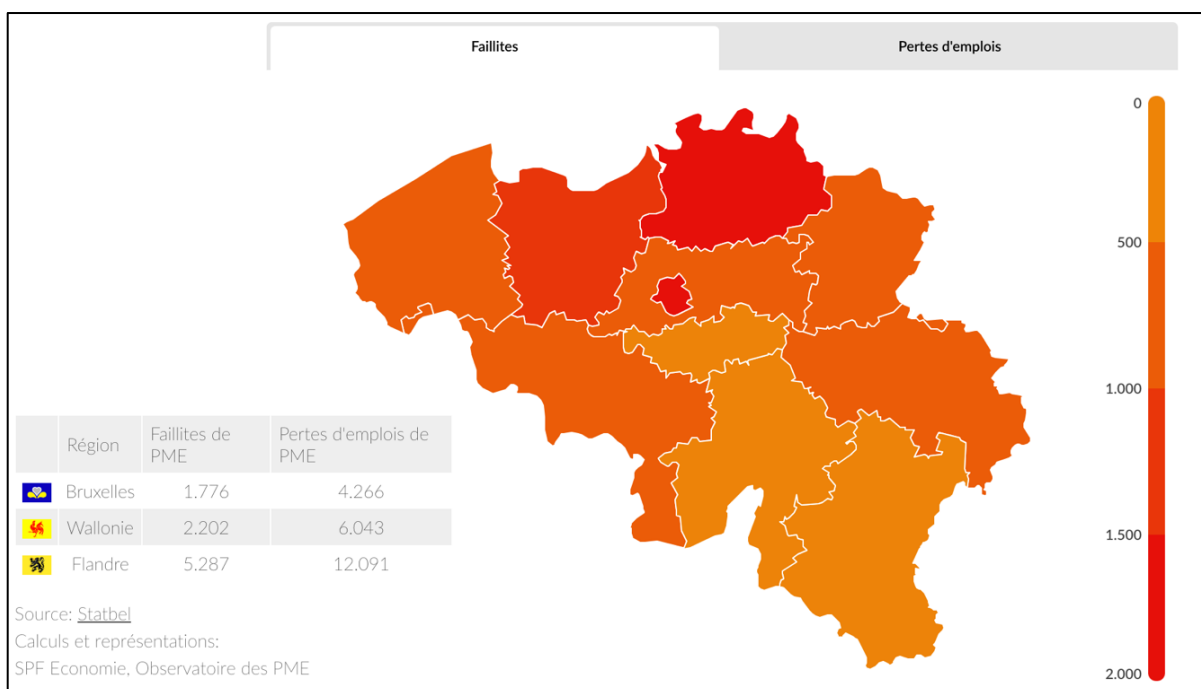 Faillites
Pertes d'emplois
0
500
1.000
1.500
2.000
Région
Faillites de
PME
Pertes d'emplois de
PME
Bruxelles
1.776
4.266
Wallonie
2.202
6.043
Flandre
5.287
12.091
Source: Statbel
Calculs et représentations:
SPF Economie, Observatoire des PME